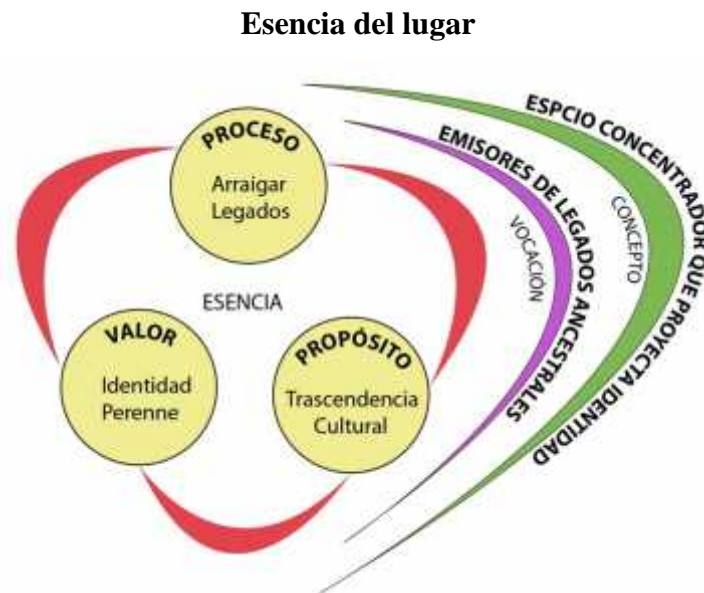 Esencia del lugar
PROCESO
Arraigar
Legados
ESENCIA
VALOR
Identidad
Perenne
PROPÓSITO
Trascendencia
Cultural
EMISORES DE LEGADOS ANCESTRALES
VOCACIÓN
ESPCIO CONCENTRADOR QUE PROYECTA IDENTIDAD
CONCEPTO